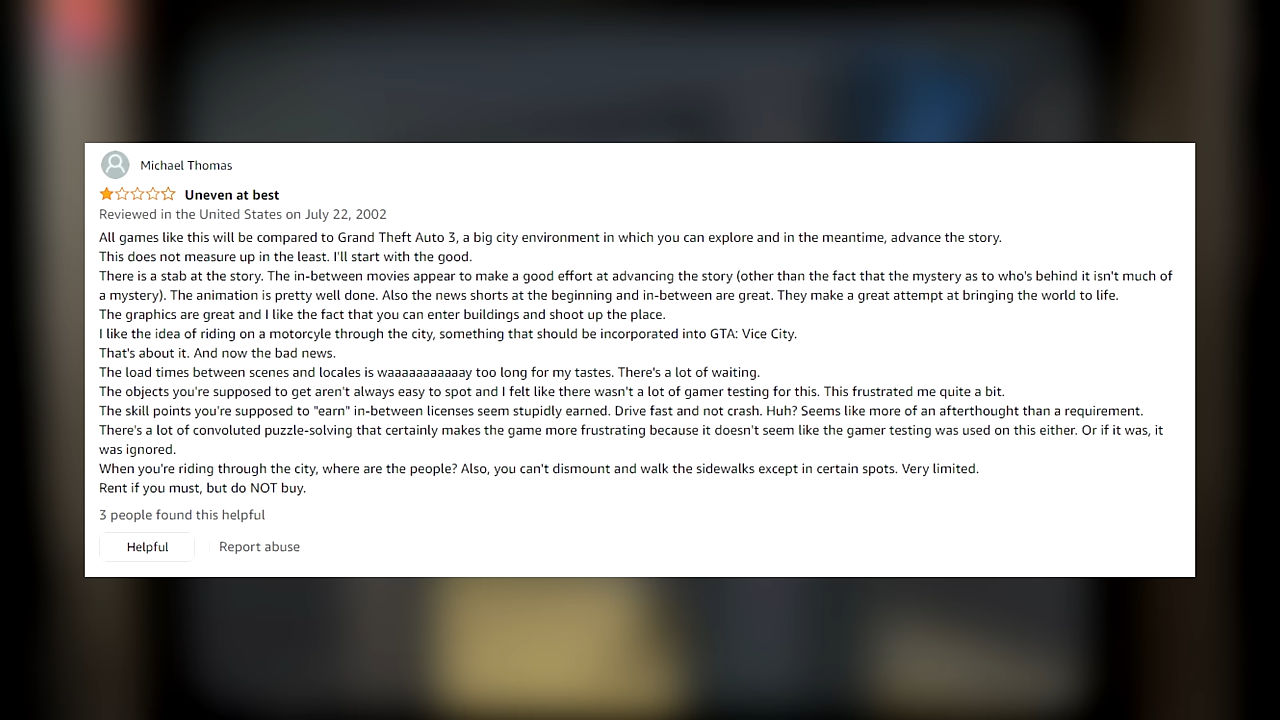 Michael Thomas
Uneven at best
Reviewed in the United States on July 22, 2002
All games like this will be compared to Grand Theft Auto 3, a big city environment in which you can explore and in the meantime, advance the story.
This does not measure up in the least. I'll start with the good.
There is a stab at the story. The in-between movies appear to make a good effort at advancing the story (other than the fact that the mystery as to who's behind it isn't much of
a mystery). The animation is pretty well done. Also the news shorts at the beginning and in-between are great. They make a great attempt at bringing the world to life.
The graphics are great and I like the fact that you can enter buildings and shoot up the place.
I like the idea of riding on a motorcyle through the city, something that should be incorporated into GTA: Vice City.
That's about it. And now the bad news.
The load times between scenes and locales is waaaaaaaaaay too long for my tastes. There's a lot of waiting.
The objects you're supposed to get aren't always easy to spot and I felt like there wasn't a lot of gamer testing for this. This frustrated me quite a bit.
The skill points you're supposed to "earn" in-between licenses seem stupidly earned. Drive fast and not crash. Huh? Seems like more of an afterthought than a requirement.
There's a lot of convoluted puzzle-solving that certainly makes the game more frustrating because it doesn't seem like the gamer testing was used on this either. Or if it was, it
was ignored.
When you're riding through the city, where are the people? Also, you can't dismount and walk the sidewalks except in certain spots. Very limited.
Rent if you must, but do NOT buy.
3 people found this helpful
Helpful
Report abuse